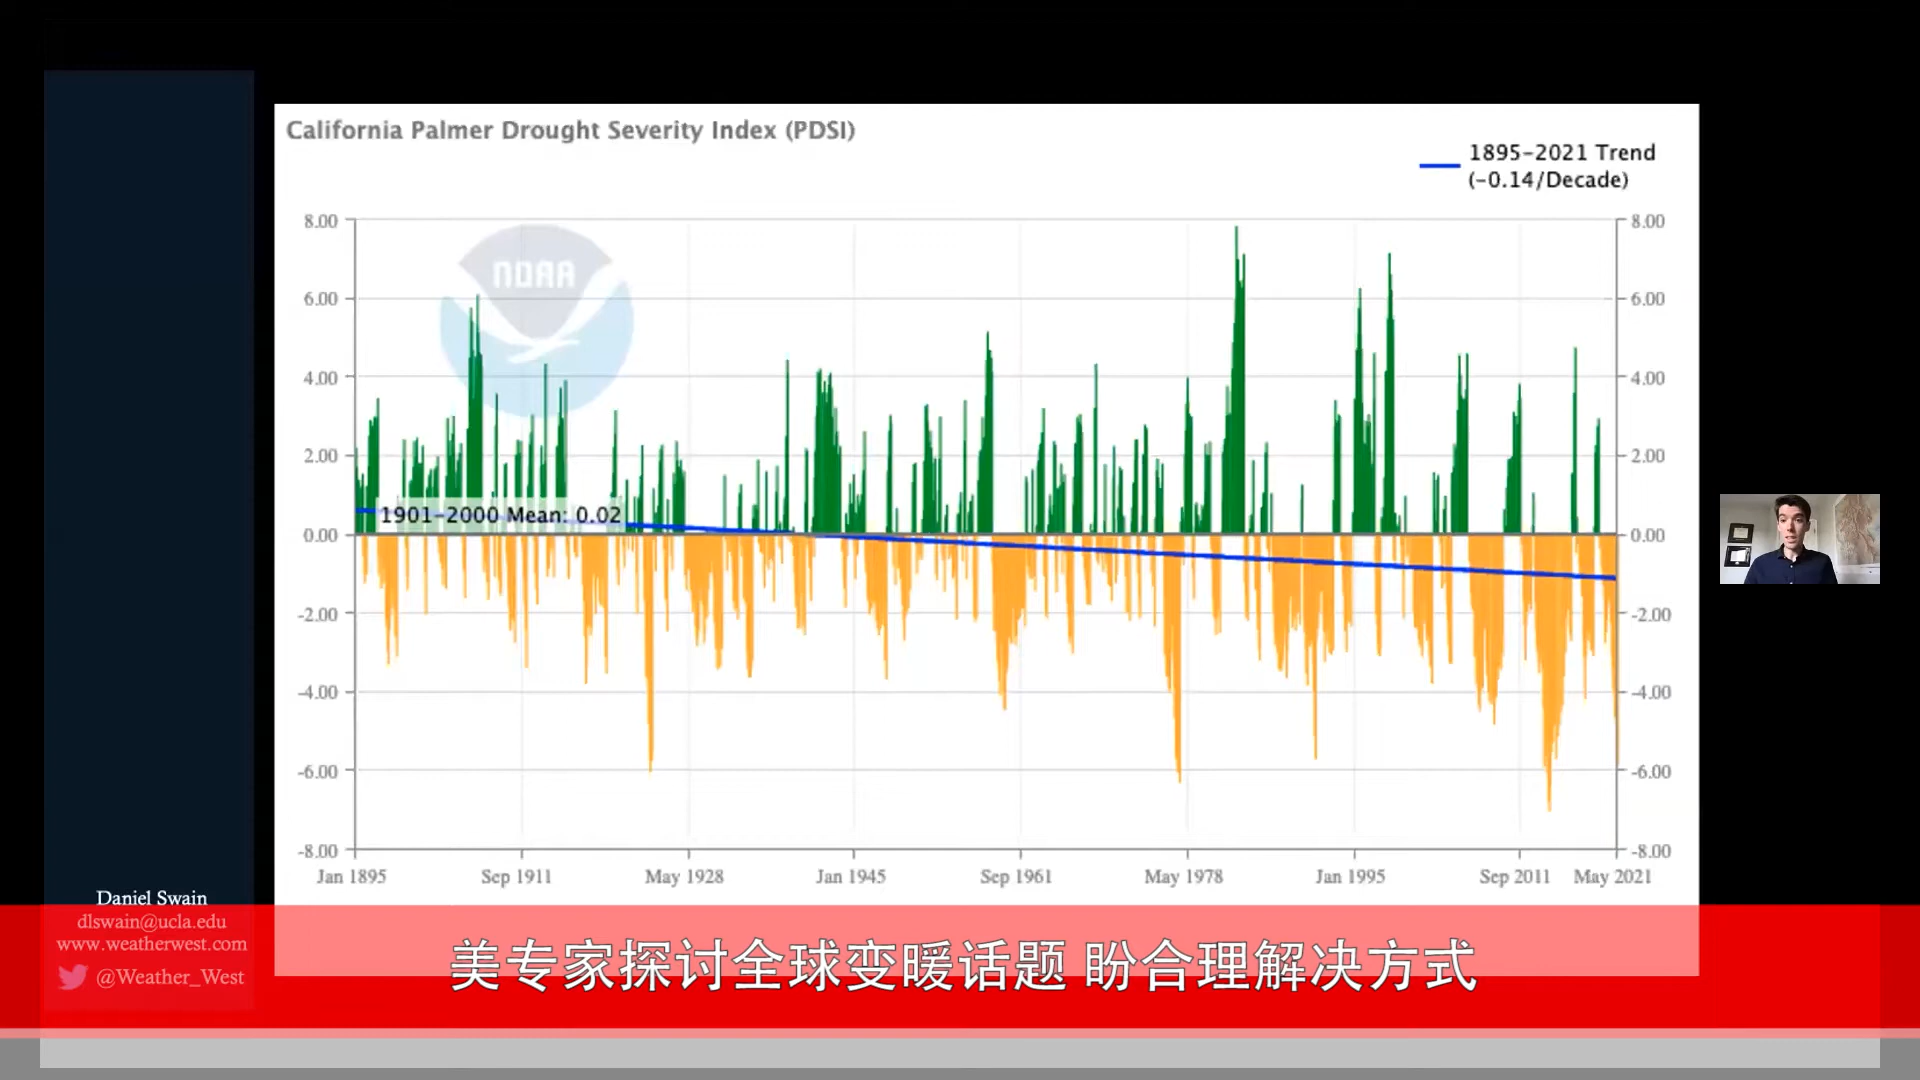 California Palmer Drought Severity Index (PDSI)
1895-2021 Trend
(-0.14/Decade)
NOAA
8.00
6.00
4.00
2.00
0.00
-2.00
-4.00
-6.00
-8.00
1901-2000 Mean: 0.02
8.00
6.00
4.00
2.00
0.00
-2.00
-4.00
-6.00
-8.00
Jan 1895 Sep 1911 May 1928 Jan 1945 Sep 1961 May 1978 Jan 1995 Sep 2011 May 2021
Daniel Swain
dlswain@ucla.edu
www.weatherwest.com
@Weather_West
美专家探讨全球变暖话题 盼合理解决方式